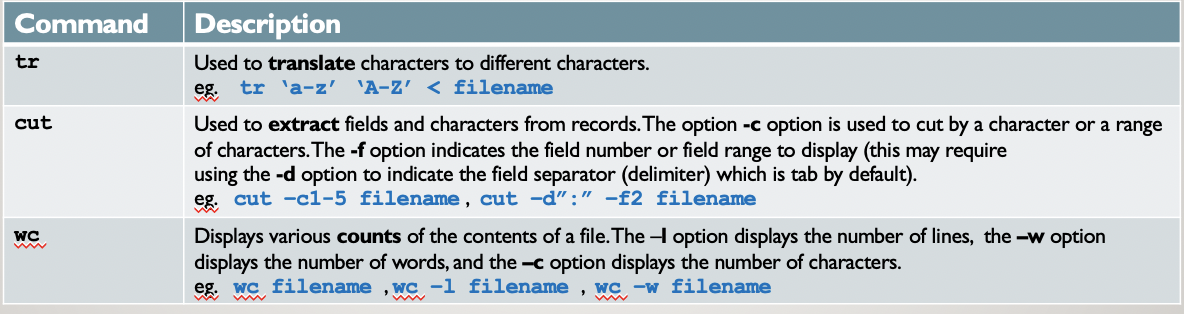 Command Description
tr Used to translate characters to different characters.
eg. tr ‘a-z’ ‘A-Z’ < filename
cut Used to extract fields and characters from records. The option -c option is used to cut by a character or a range
of characters. The -f option indicates the field number or field range to display (this may require
using the -d option to indicate the field separator (delimiter) which is tab by default).
eg. cut –c1-5 filename , cut –d”:” –f2 filename
wc Displays various counts of the contents of a file. The –l option displays the number of lines, the –w option
displays the number of words, and the –c option displays the number of characters.
eg. wc filename , wc –l filename , wc –w filename